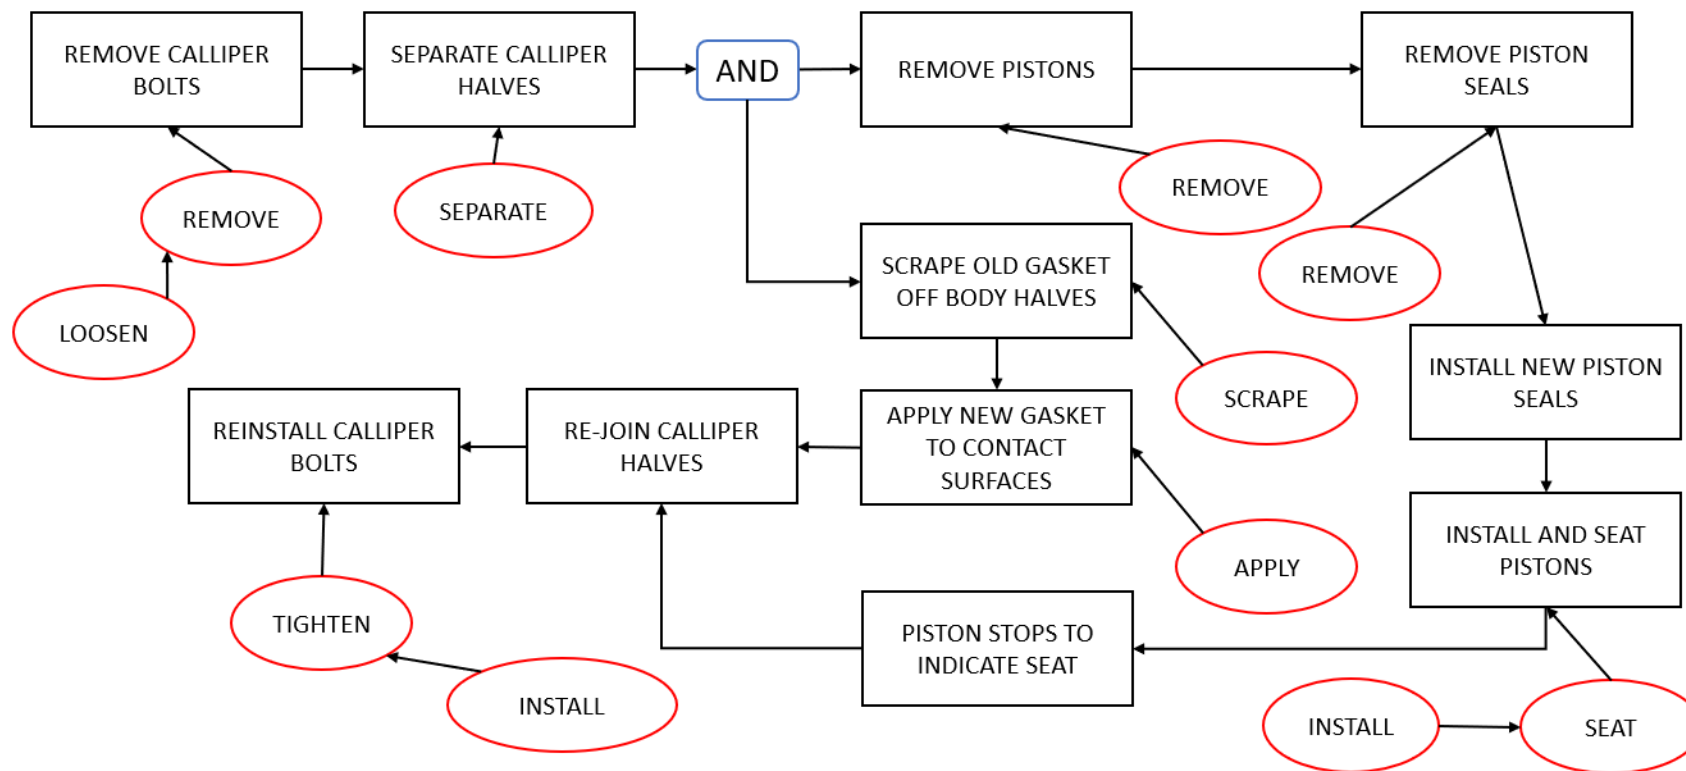 REMOVE CALLIPER
BOLTS
SEPARATE CALLIPER
HALVES
AND
REMOVE PISTONS
REMOVE PISTON
SEALS
REMOVE
SEPARATE
REMOVE
LOOSEN
SCRAPE OLD GASKET
OFF BODY HALVES
REMOVE
INSTALL NEW PISTON
SEALS
SCRAPE
REINSTALL CALLIPER
BOLTS
RE-JOIN CALLIPER
HALVES
APPLY NEW GASKET
TO CONTACT
SURFACES
INSTALL AND SEAT
PISTONS
APPLY
TIGHTEN
PISTON STOPS TO
INDICATE SEAT
INSTALL
INSTALL
SEAT